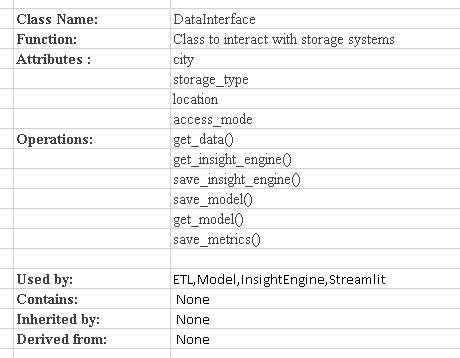 Class Name: DataInterface
Function: Class to interact with storage systems
Attributes : city
storage_type
location
access_mode
Operations: get_data()
get_insight_engine()
save_insight_engine()
save_model()
get_model()
save_metrics()
Used by: ETL,Model,InsightEngine,Streamlit
Contains: None
Inherited by: None
Derived from: None